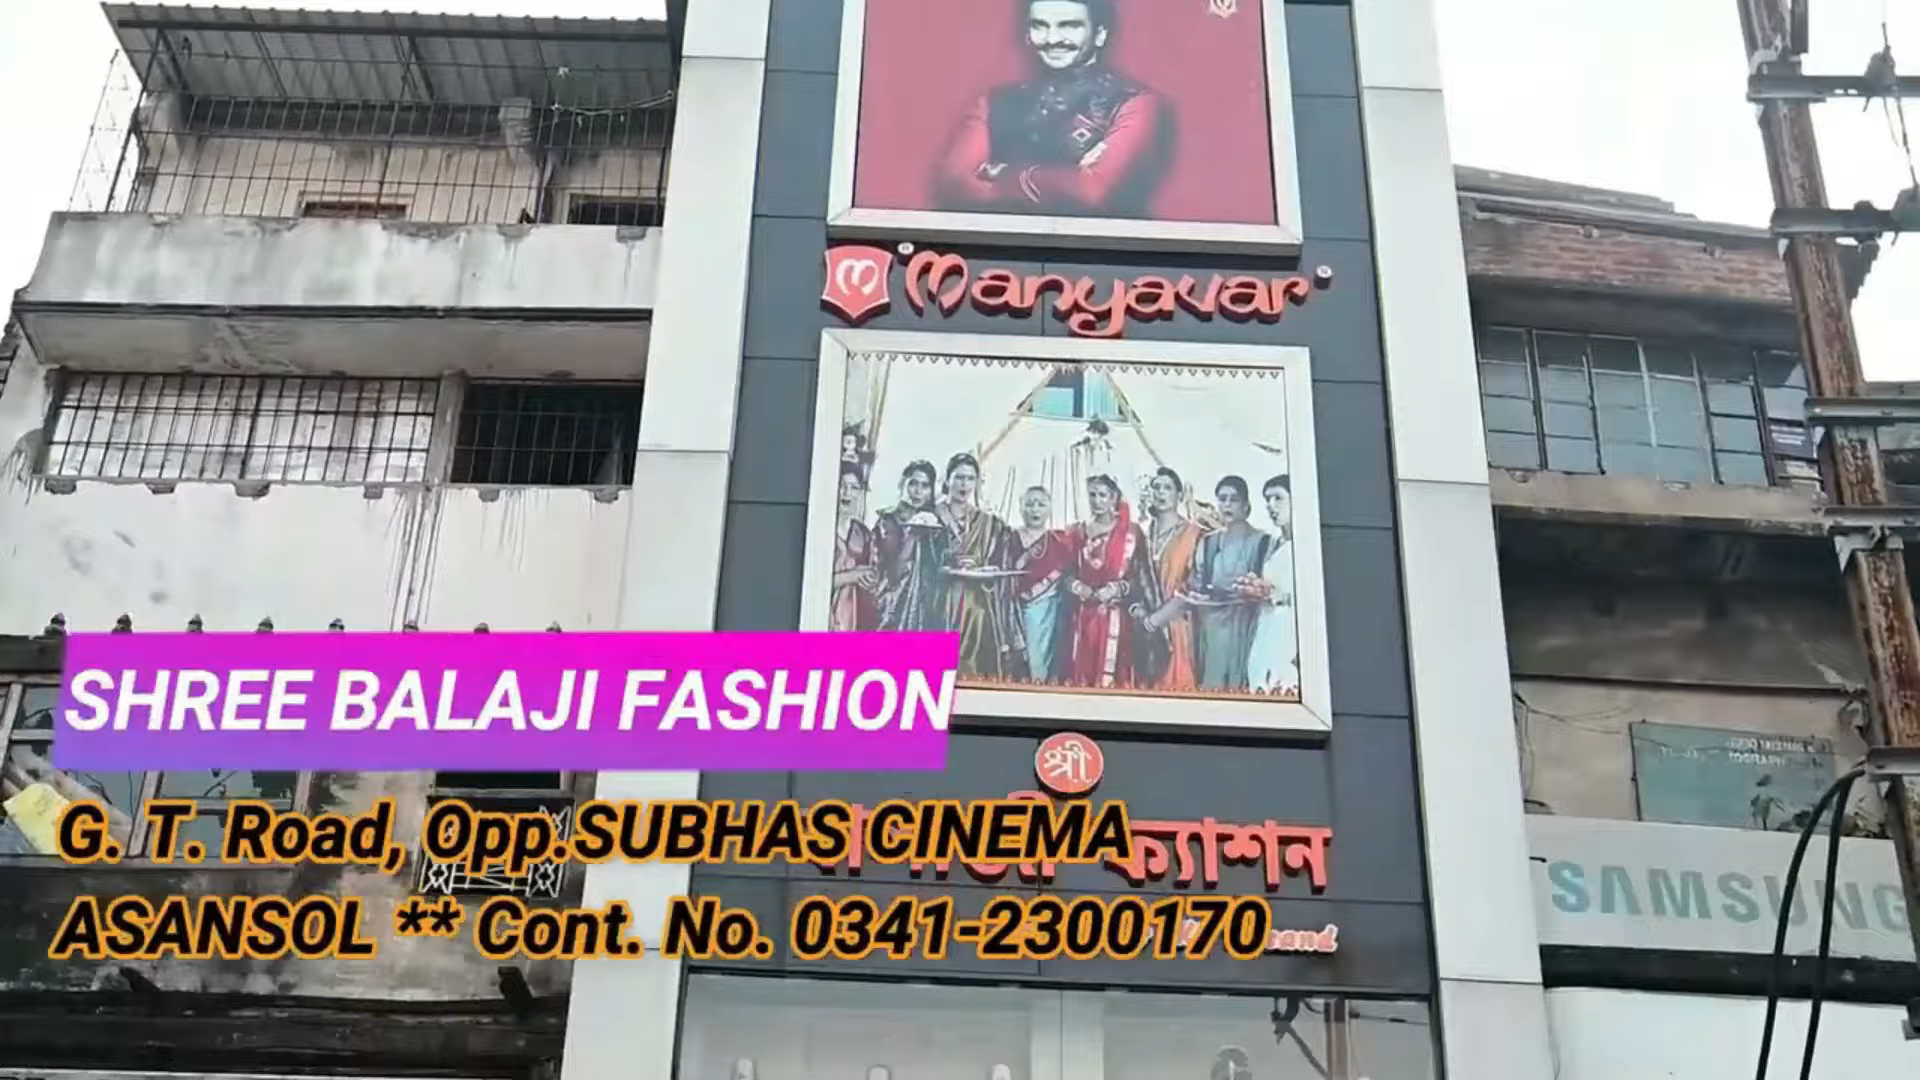 Manyavar
SHREE BALAJI FASHION
শ্রী
G. T. Road, Opp.SUBHAS CINEMA
ফ্যাশন
ASANSOL ** Cont. No. 0341-2300170
SAMSUNG